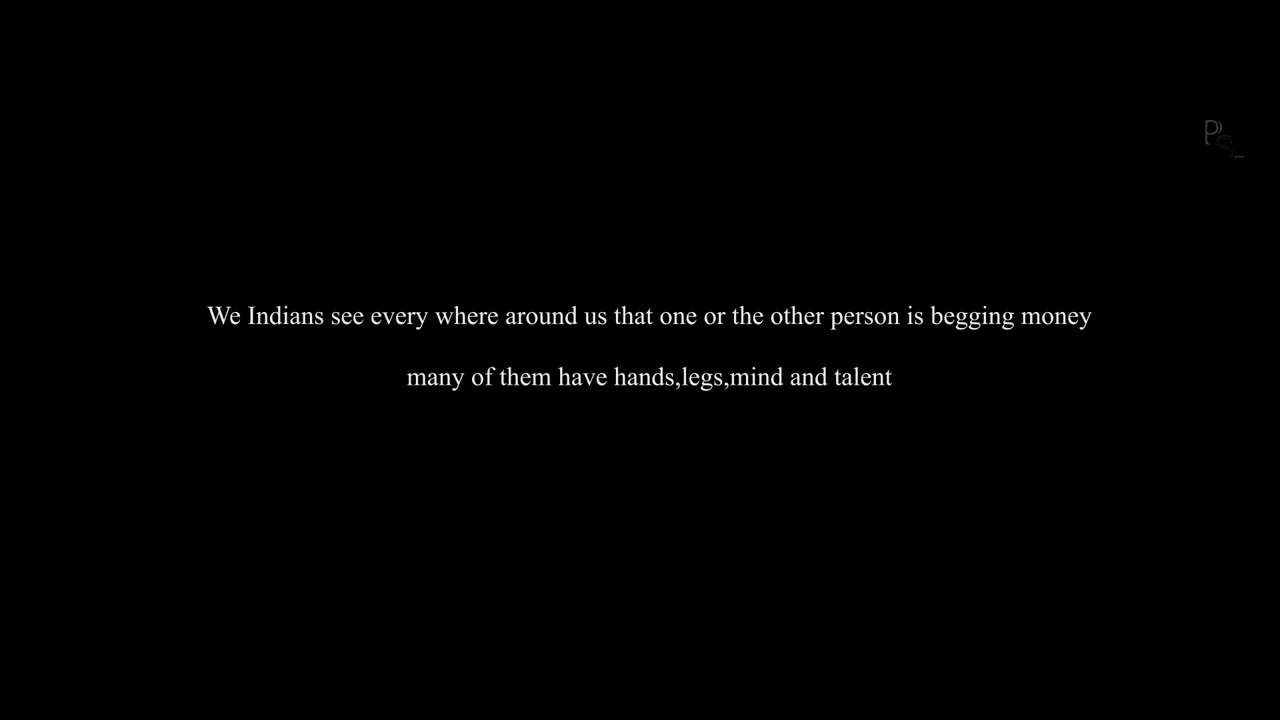 We Indians see every where around us that one or the other person is begging money
many of them have hands,legs,mind and talent